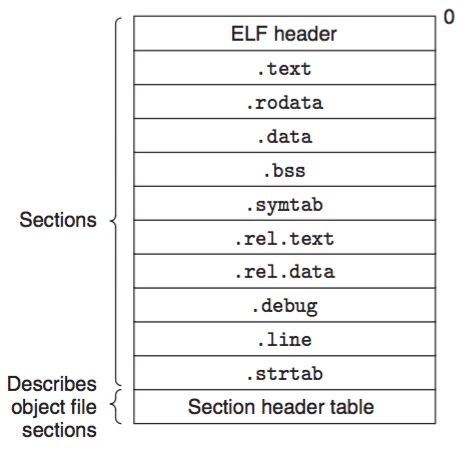 0
ELF header
.text
.rodata
.data
.bss
.symtab
.rel.text
.rel.data
.debug
.line
.strtab
Section header table
Sections
Describes
object file
sections